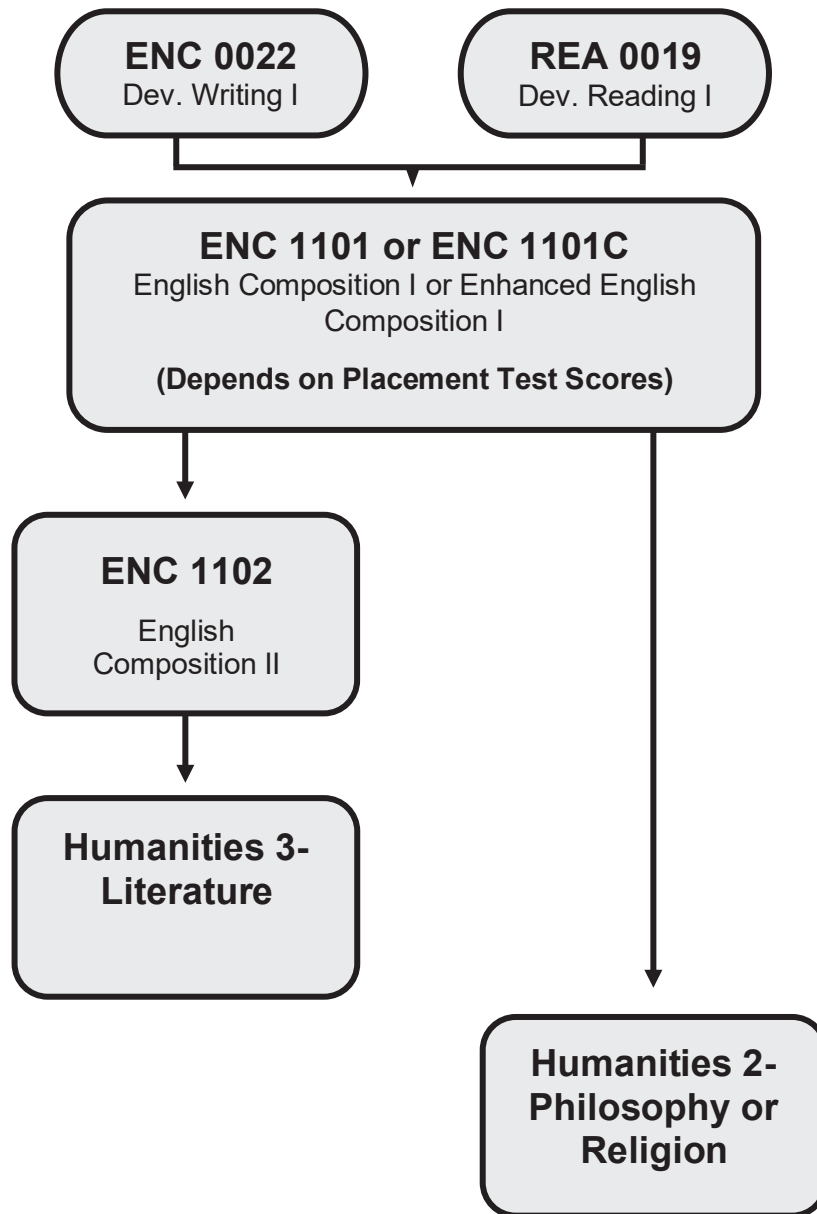 ENC 0022
Dev. Writing I
REA 0019
Dev. Reading I
ENC 1101 or ENC 1101C
English Composition I or Enhanced English
Composition I
(Depends on Placement Test Scores)
ENC 1102
English
Composition II
Humanities 3-
Literature
Humanities 2-
Philosophy or
Religion